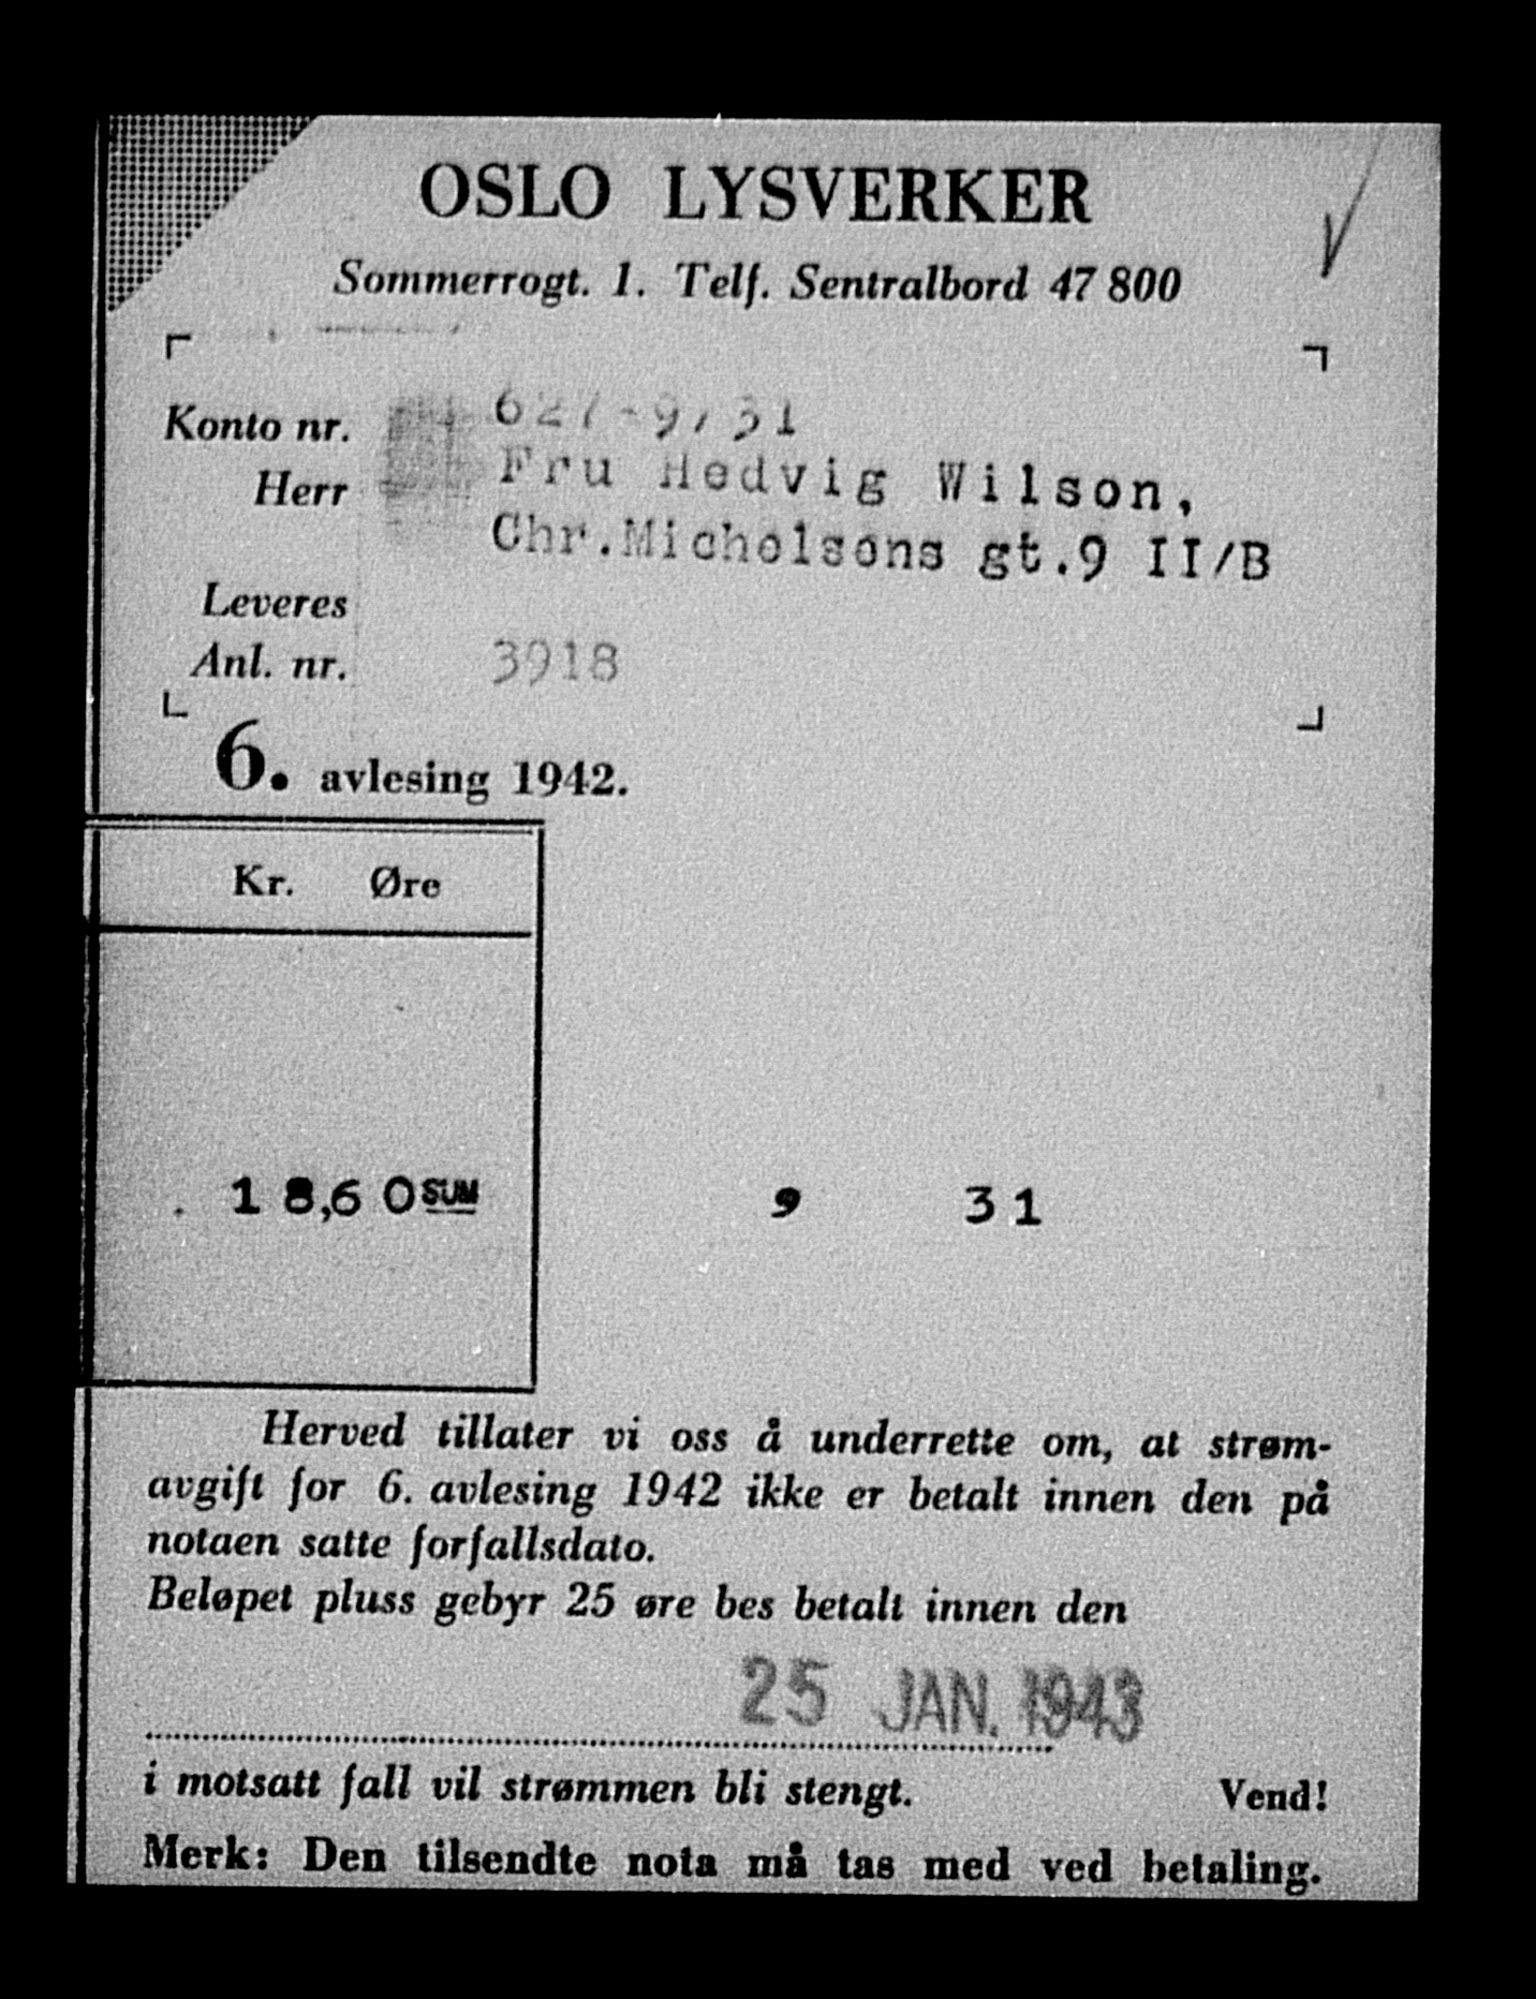 OSLO LYSVERKER
Sommerrogt. 1. Telf. Sentralbord 47 800
Konto nr. 627-9/31
Herr Fru Hedvig Wilson,
Chr.Michelsens gt.9 II/B
Leveres
Anl. nr. 3918
6. avlesing 1942.
Kr. Øre
18,60 SUM 9 31
Herved tillater vi oss å underrette om, at strøm-
avgift for 6. avlesing 1942 ikke er betalt innen den på
notaen satte forfallsdato.
Beløpet pluss gebyr 25 øre bes betalt innen den
25 JAN. 1943
i motsatt fall vil strømmen bli stengt. Vend!
Merk: Den tilsendte nota må tas med ved betaling.